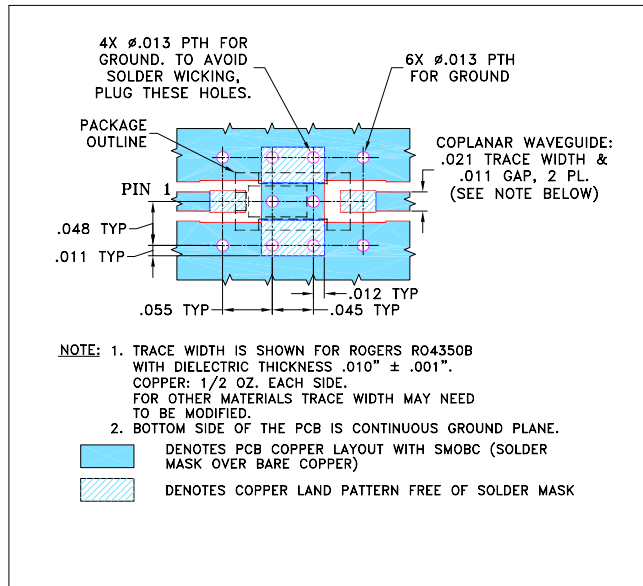 4X ø.013 PTH FOR
GROUND. TO AVOID
SOLDER WICKING,
PLUG THESE HOLES.
6X ø.013 PTH
FOR GROUND
PACKAGE
OUTLINE
COPLANAR WAVEGUIDE:
.021 TRACE WIDTH &
.011 GAP, 2 PL.
(SEE NOTE BELOW)
PIN 1
.048 TYP
.011 TYP
.012 TYP
.055 TYP
.045 TYP
NOTE: 1. TRACE WIDTH IS SHOWN FOR ROGERS RO4350B
WITH DIELECTRIC THICKNESS .010" ± .001".
COPPER: 1/2 OZ. EACH SIDE.
FOR OTHER MATERIALS TRACE WIDTH MAY NEED
TO BE MODIFIED.
2. BOTTOM SIDE OF THE PCB IS CONTINUOUS GROUND PLANE.
DENOTES PCB COPPER LAYOUT WITH SMOBC (SOLDER
MASK OVER BARE COPPER)
DENOTES COPPER LAND PATTERN FREE OF SOLDER MASK